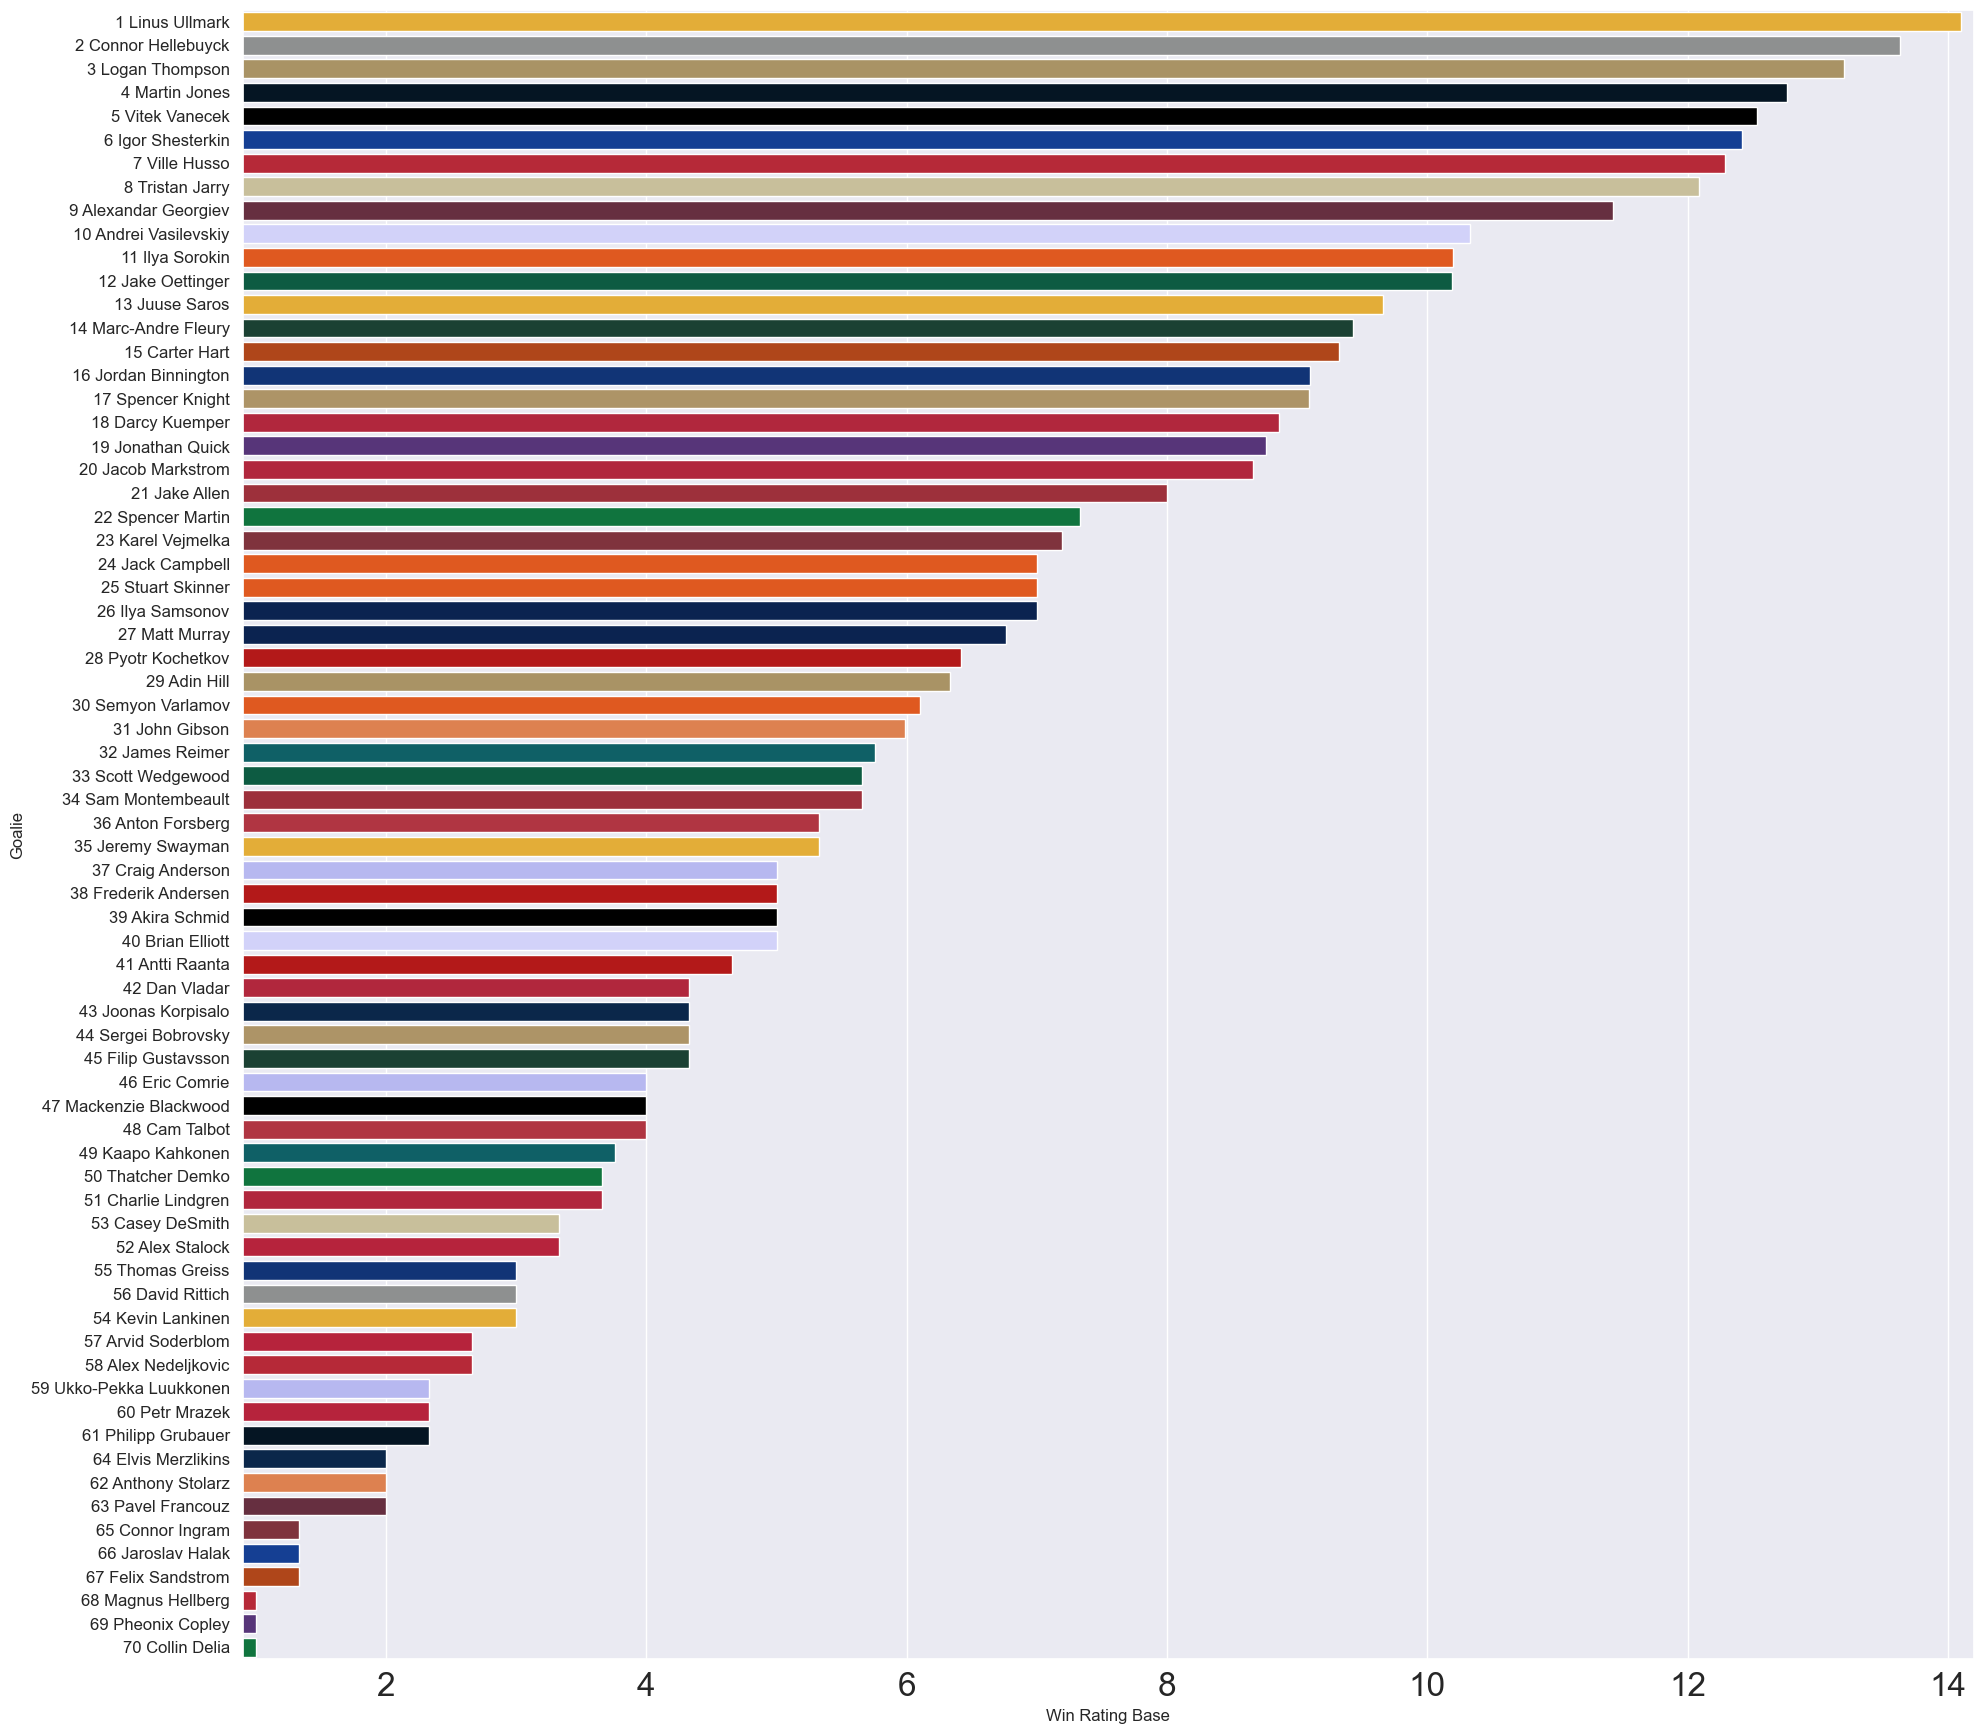 1 Linus Ullmark
2 Connor Hellebuyck
3 Logan Thompson
4 Martin Jones
5 Vitek Vanecek
6 Igor Shesterkin
7 Ville Husso
8 Tristan Jarry
9 Alexandar Georgiev
10 Andrei Vasilevskiy
11 Ilya Sorokin
12 Jake Oettinger
13 Juuse Saros
14 Marc-Andre Fleury
15 Carter Hart
16 Jordan Binnington
17 Spencer Knight
18 Darcy Kuemper
19 Jonathan Quick
20 Jacob Markstrom
21 Jake Allen
22 Spencer Martin
23 Karel Vejmelka
24 Jack Campbell
25 Stuart Skinner
26 Ilya Samsonov
27 Matt Murray
28 Pyotr Kochetkov
29 Adin Hill
30 Semyon Varlamov
31 John Gibson
32 James Reimer
33 Scott Wedgewood
34 Sam Montembeault
36 Anton Forsberg
35 Jeremy Swayman
37 Craig Anderson
38 Frederik Andersen
39 Akira Schmid
40 Brian Elliott
41 Antti Raanta
42 Dan Vladar
43 Joonas Korpisalo
44 Sergei Bobrovsky
45 Filip Gustavsson
46 Eric Comrie
47 Mackenzie Blackwood
48 Cam Talbot
49 Kaapo Kahkonen
50 Thatcher Demko
51 Charlie Lindgren
53 Casey DeSmith
52 Alex Stalock
55 Thomas Greiss
56 David Rittich
54 Kevin Lankinen
57 Arvid Soderblom
58 Alex Nedeljkovic
59 Ukko-Pekka Luukkonen
60 Petr Mrazek
61 Philipp Grubauer
64 Elvis Merzlikins
62 Anthony Stolarz
63 Pavel Francouz
65 Connor Ingram
66 Jaroslav Halak
67 Felix Sandstrom
68 Magnus Hellberg
69 Pheonix Copley
70 Collin Delia
Goalie
2 4 6 8 10 12 14
Win Rating Base